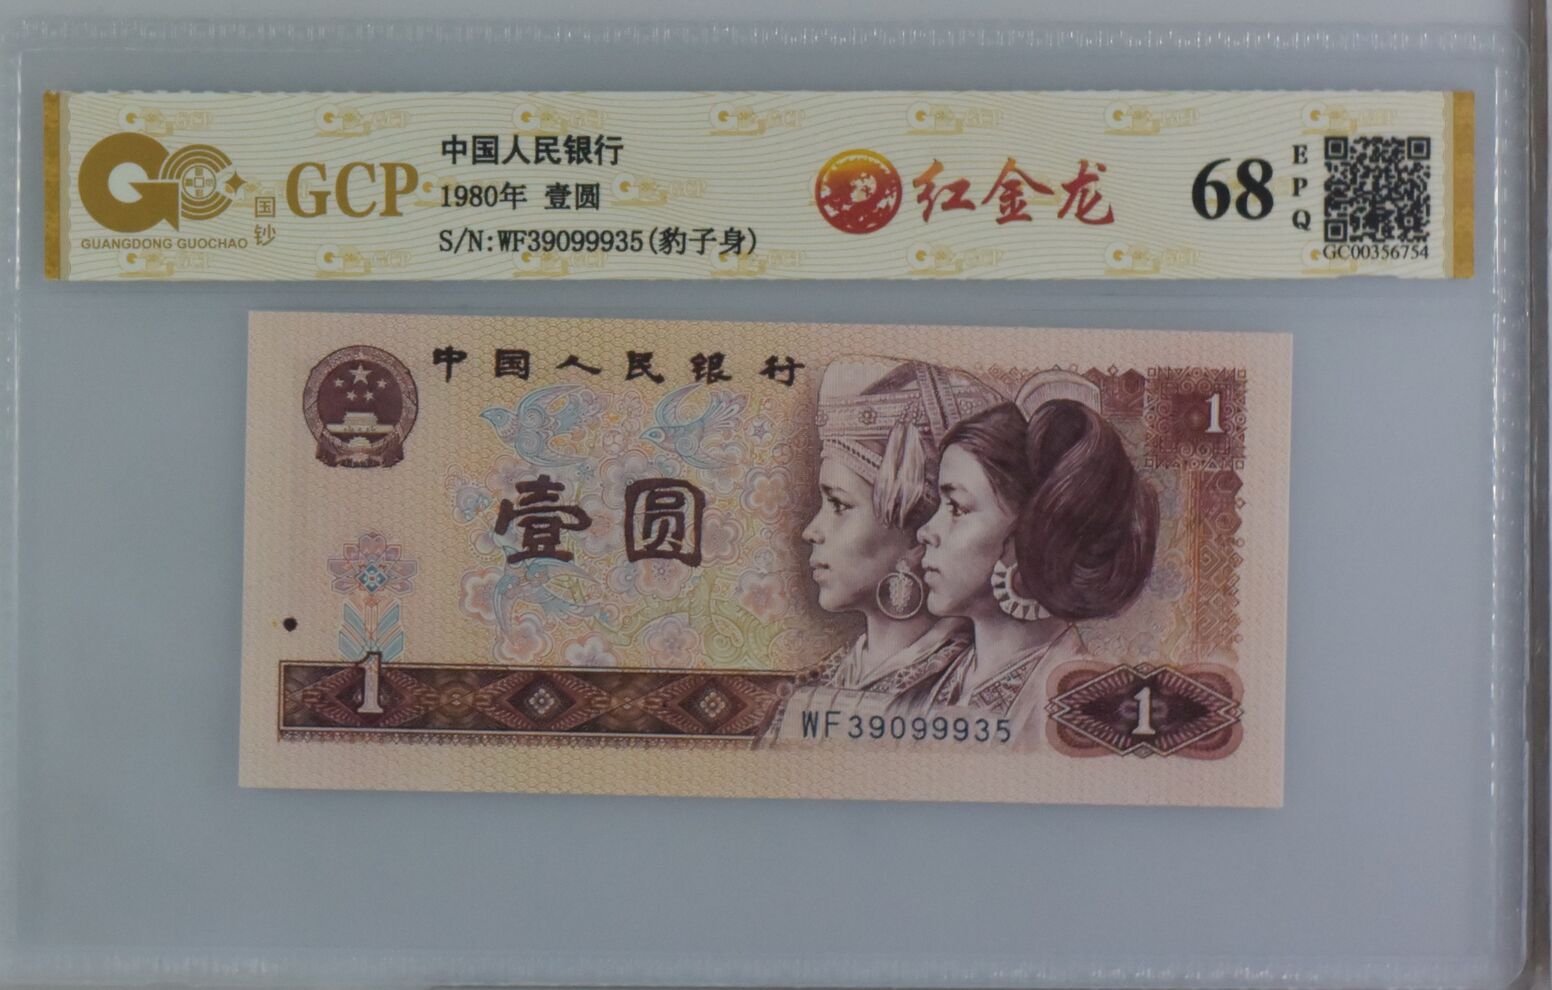 GCP
GUANGDONG GUOCHAO
国钞
中国人民银行
1980年 壹圆
S/N:WF39099935(豹子身)
红金龙
68
EPQ
GC00356754
中国人民银行
1
壹圆
1
WF39099935
1